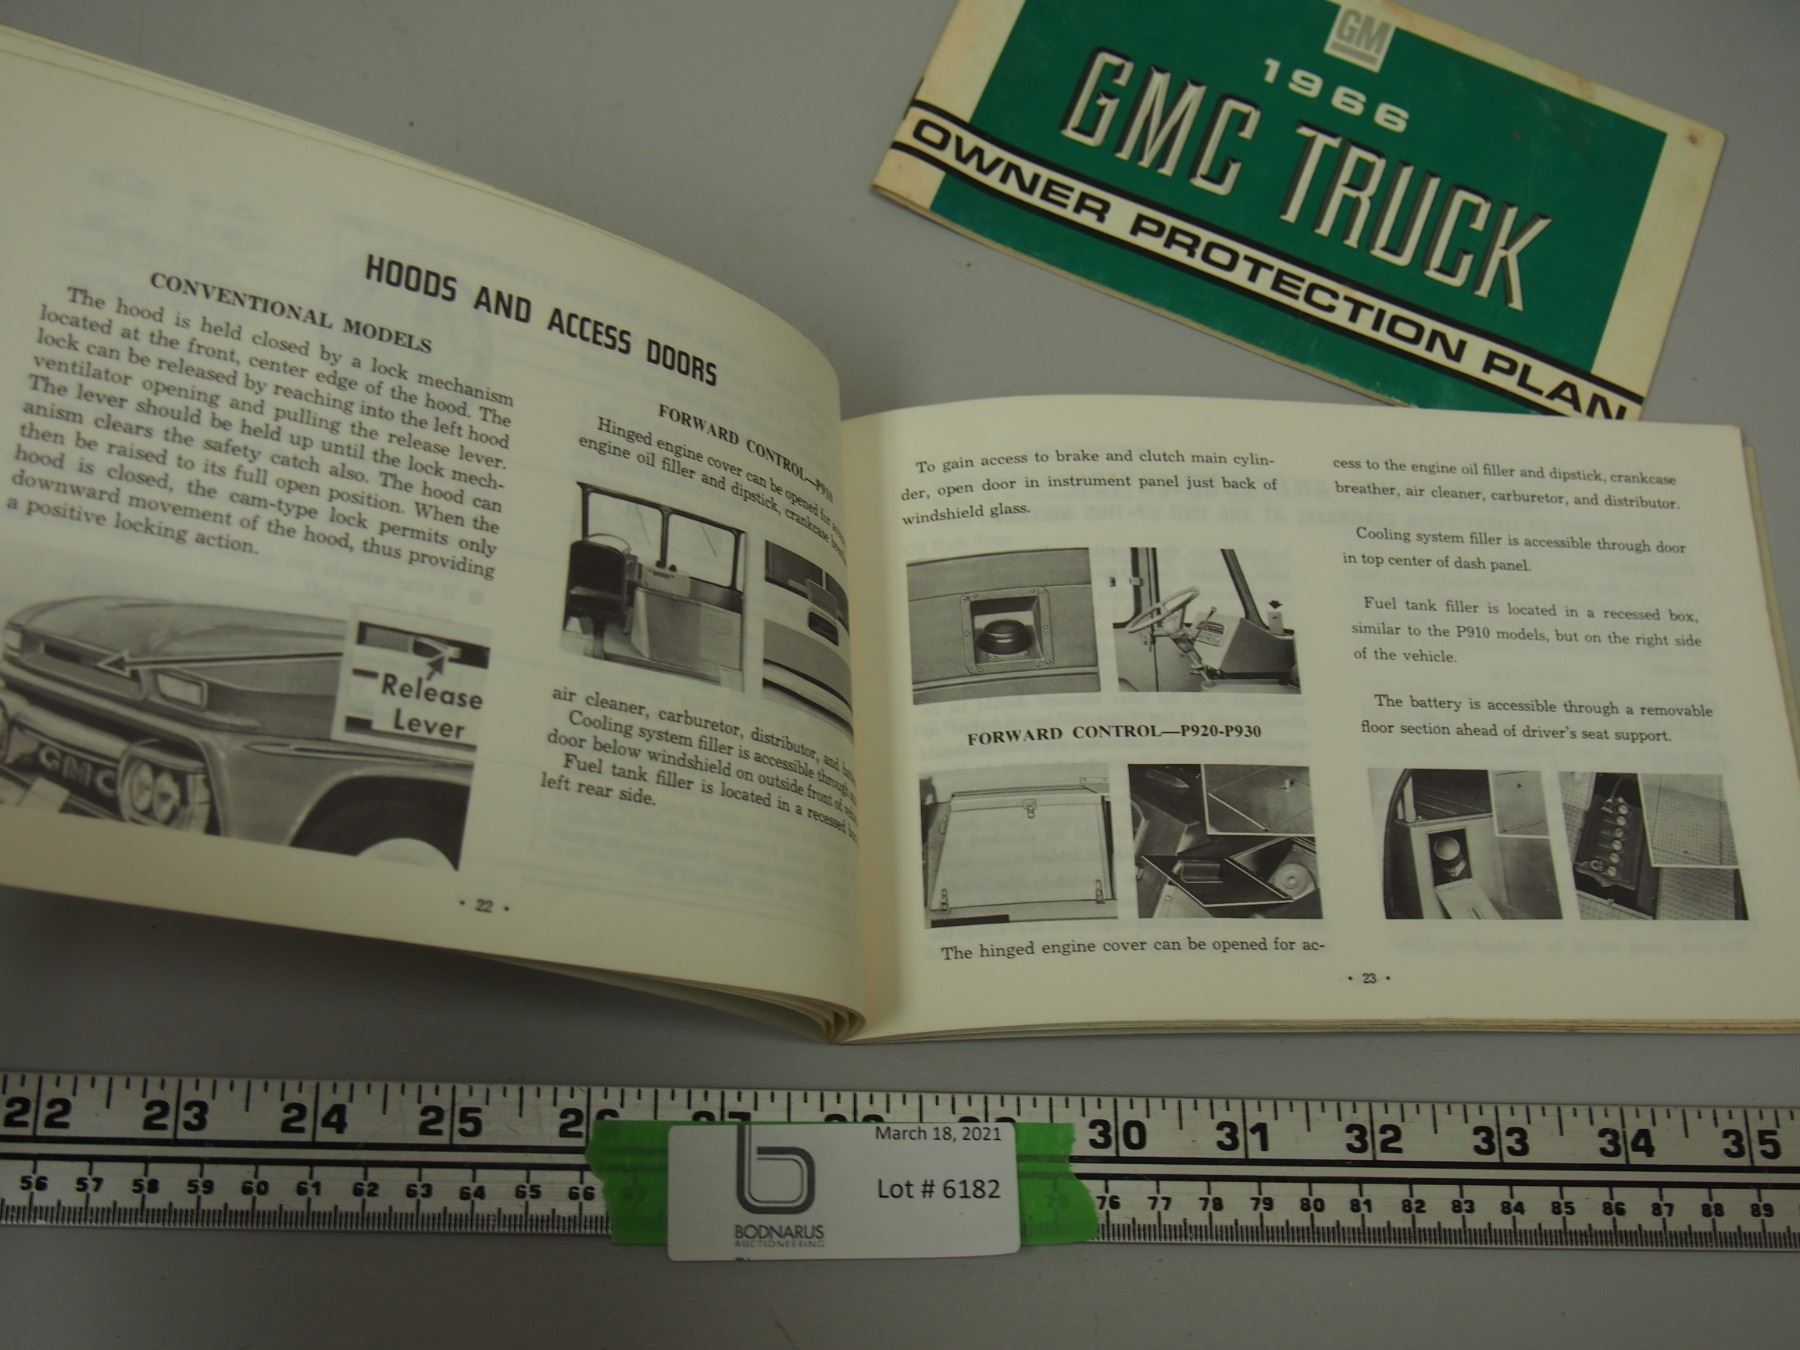 GM
1966
GMC TRUCK
OWNER PROTECTION PLAN
HOODS AND ACCESS DOORS
CONVENTIONAL MODELS
The hood is held closed by a lock mechanism
located at the front, center edge of the hood. The
lock can be released by reaching into the left hood
ventilator opening and pulling the release lever.
The lever should be held up until the lock mech-
anism clears the safety catch also. The hood can
then be raised to its full open position. When the
hood is closed, the cam-type lock permits only
downward movement of the hood, thus providing
a positive locking action.
Release
Lever
GMC
FORWARD CONTROL—P910
Hinged engine cover can be opened for
engine oil filler and dipstick, crankcase
air cleaner, carburetor, distributor, and
Cooling system filler is accessible through
door below windshield on outside front of
Fuel tank filler is located in a recessed
left rear side.
• 22 •
To gain access to brake and clutch main cylin-
der, open door in instrument panel just back of
windshield glass.
FORWARD CONTROL—P920-P930
The hinged engine cover can be opened for ac-
cess to the engine oil filler and dipstick, crankcase
breather, air cleaner, carburetor, and distributor.
Cooling system filler is accessible through door
in top center of dash panel.
Fuel tank filler is located in a recessed box,
similar to the P910 models, but on the right side
of the vehicle.
The battery is accessible through a removable
floor section ahead of driver's seat support.
• 23 •
22 23 24 25 26 27 28 29 30 31 32 33 34 35
56 57 58 59 60 61 62 63 64 65 66 67 75 76 77 78 79 80 81 82 83 84 85 86 87 88 89
March 18, 2021
Lot # 6182
BODNARUS
AUCTIONEERING